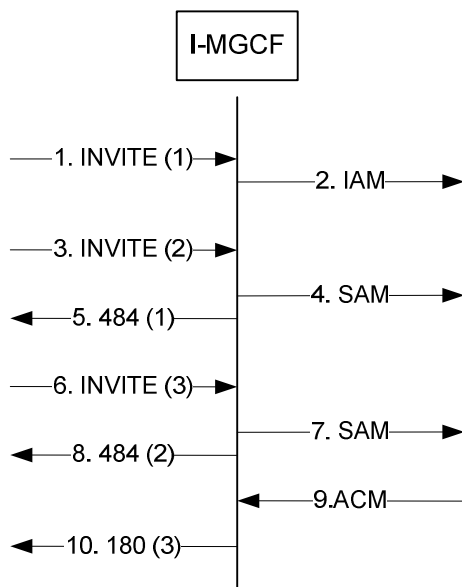 I-MGCF
1. INVITE (1)
2. IAM
3. INVITE (2)
4. SAM
5. 484 (1)
6. INVITE (3)
7. SAM
8. 484 (2)
9.ACM
10. 180 (3)